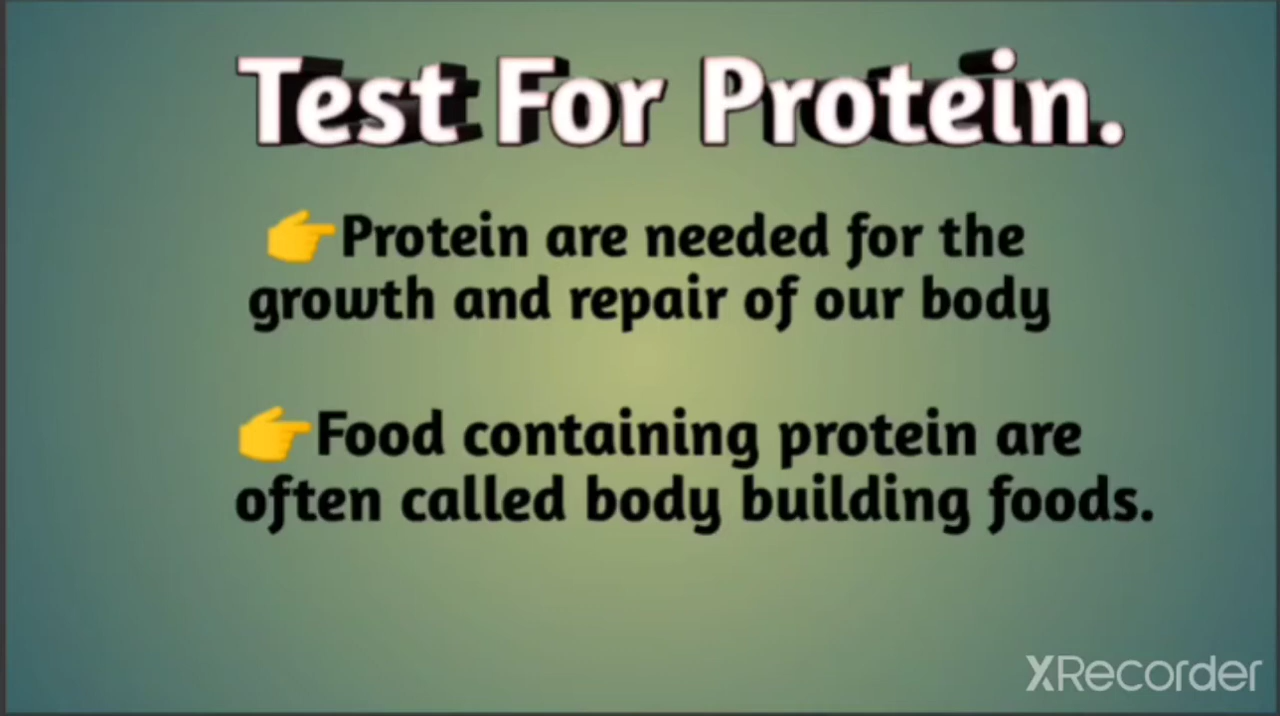 Test For Protein.
👉Protein are needed for the
growth and repair of our body
👉Food containing protein are
often called body building foods.
XRecorder